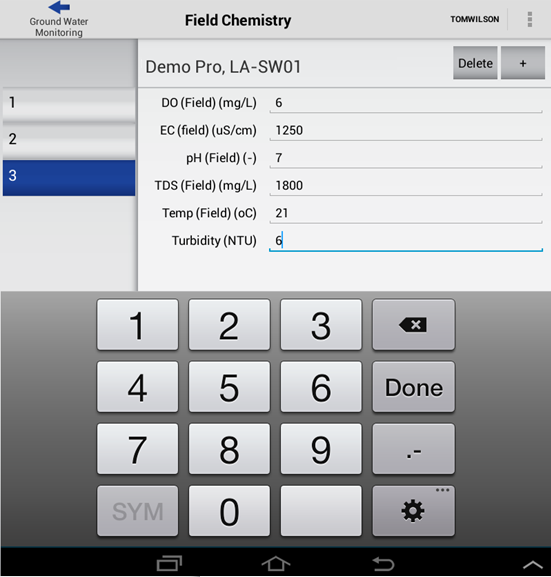 Ground Water
Monitoring
Field Chemistry
TOMWILSON
Demo Pro, LA-SW01
Delete
+
1
2
3
DO (Field) (mg/L) 6
EC (field) (uS/cm) 1250
pH (Field) (-) 7
TDS (Field) (mg/L) 1800
Temp (Field) (oC) 21
Turbidity (NTU) 6
1 2 3
4 5 6 Done
7 8 9 .-
SYM 0 ...